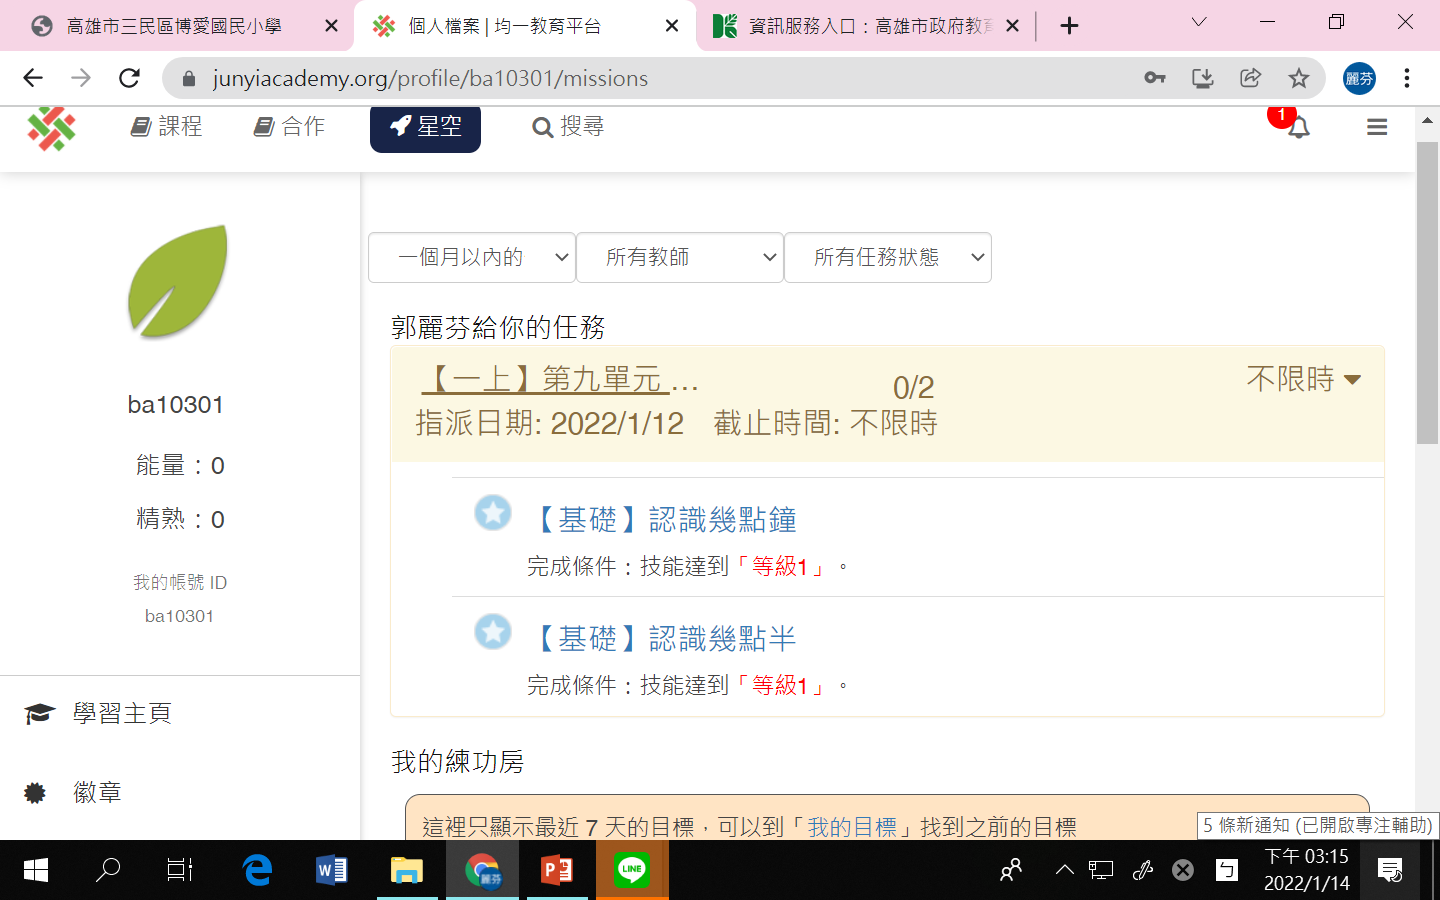 高雄市三民區博愛國民小學
個人檔案 | 均一教育平台
資訊服務入口：高雄市政府教育
junyiacademy.org/profile/ba10301/missions
麗芬
課程
合作
星空
搜尋
1
一個月以內的
所有教師
所有任務狀態
郭麗芬給你的任務
【一上】第九單元 ...
0/2
不限時
指派日期: 2022/1/12 截止時間: 不限時
ba10301
能量：0
精熟：0
我的帳號 ID
ba10301
【基礎】認識幾點鐘
完成條件：技能達到「等級1」。
【基礎】認識幾點半
完成條件：技能達到「等級1」。
學習主頁
徽章
我的練功房
這裡只顯示最近 7 天的目標，可以到「我的目標」找到之前的目標
5 條新通知 (已開啟專注輔助)
麗芬
LINE
ㄅ
下午 03:15
2022/1/14